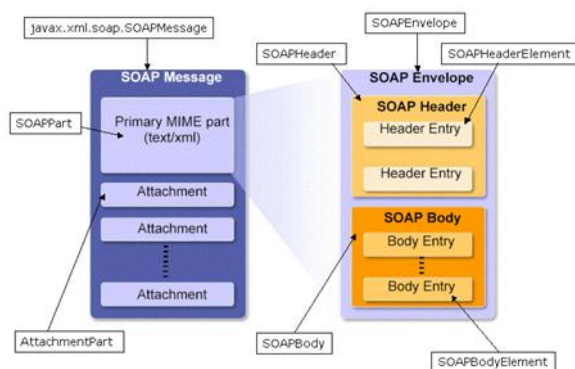 javax.xml.soap.SOAPMessage
SOAPEnvelope
SOAPHeader
SOAPHeaderElement
SOAP Message
SOAP Envelope
SOAP Header
SOAPPart
Primary MIME part
(text/xml)
Header Entry
Header Entry
Attachment
SOAP Body
Attachment
Body Entry
Attachment
Body Entry
AttachmentPart
SOAPBody
SOAPBodyElement